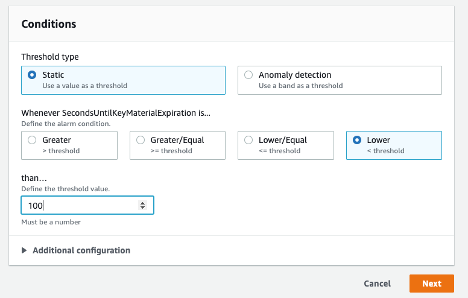 Conditions
Threshold type
Static
Use a value as a threshold
Anomaly detection
Use a band as a threshold
Whenever SecondsUntilKeyMaterialExpiration is...
Define the alarm condition.
Greater
> threshold
Greater/Equal
>= threshold
Lower/Equal
<= threshold
Lower
< threshold
than...
Define the threshold value.
100
Must be a number
Additional configuration
Cancel
Next